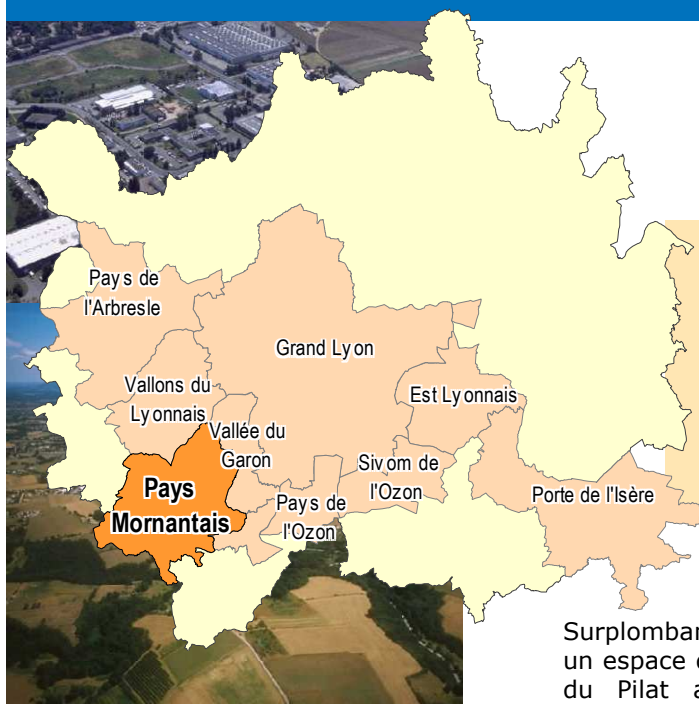 Pays de
l'Arbresle
Grand Lyon
Vallons du
Lyonnais
Est Lyonnais
Vallée du
Garon
Sivom de
l'Ozon
Pays
Mornantais
Pays de
l'Ozon
Porte de l'Isère
un espace
du Pilat